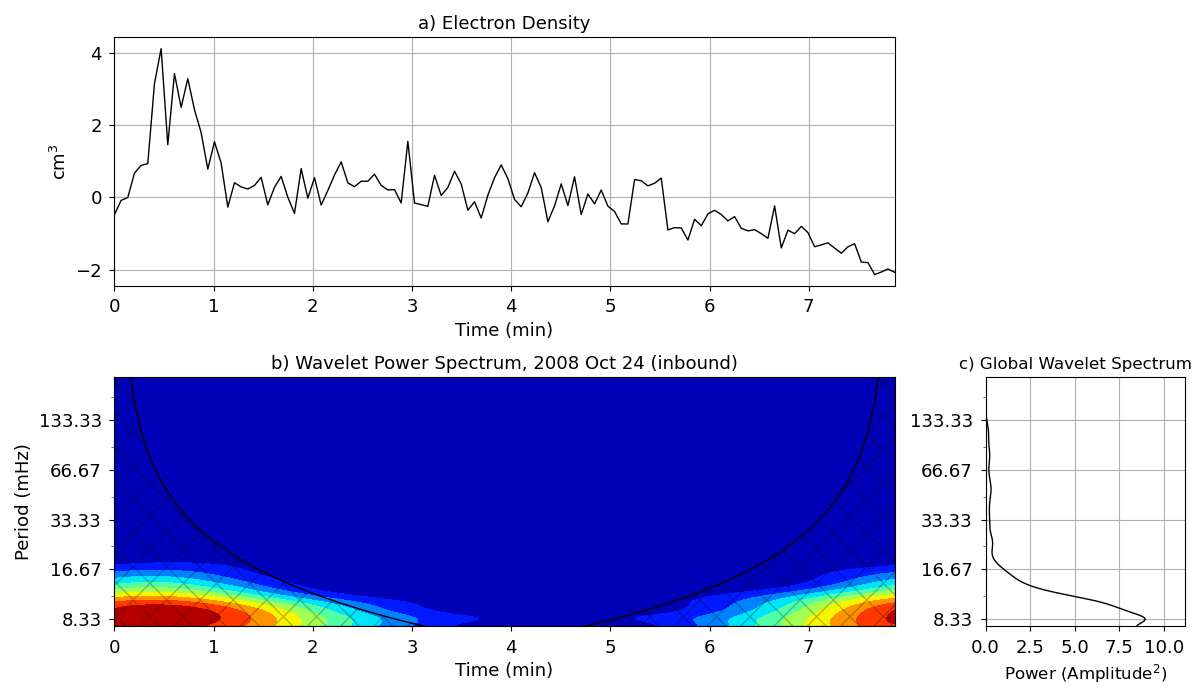 a) Electron Density
4
2
0
−2
cm³
0 1 2 3 4 5 6 7
Time (min)
b) Wavelet Power Spectrum, 2008 Oct 24 (inbound)
133.33
66.67
33.33
16.67
8.33
Period (mHz)
0 1 2 3 4 5 6 7
Time (min)
c) Global Wavelet Spectrum
133.33
66.67
33.33
16.67
8.33
0.0 2.5 5.0 7.5 10.0
Power (Amplitude²)